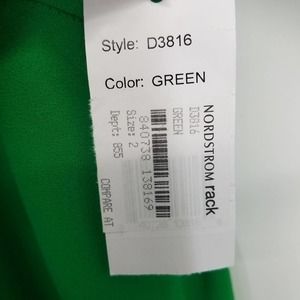 Style: D3816
Color: GREEN
NORDSTROM rack
D3816
GREEN
840738 138169
Size: 2
Dept: 855
COMPARE AT